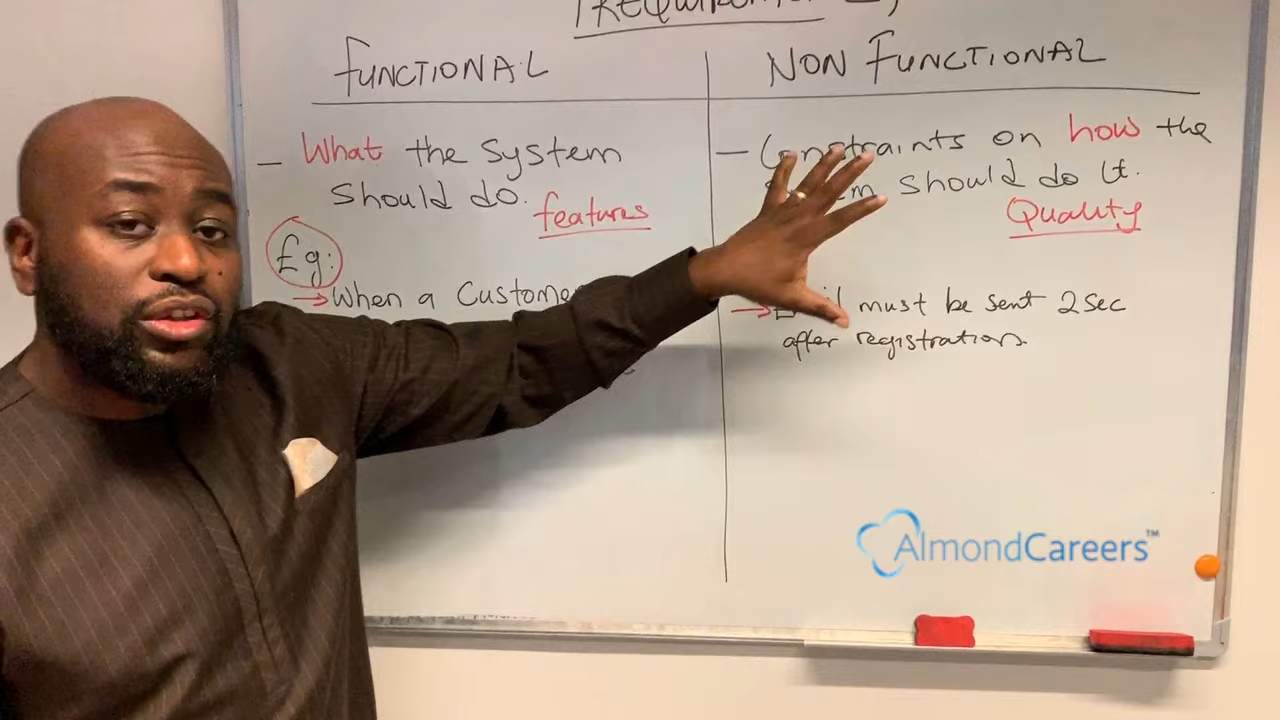 FUNCTIONAL
NON FUNCTIONAL
- What the System
Should do.
features
Eg:
→ When a
- Constraints on how the
should do it.
Quality
→ must be sent 2 sec
after registration.
AlmondCareers™